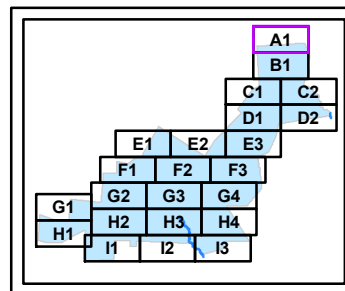 A1
B1
C1 C2
D1 D2
E1 E2 E3
F1 F2 F3
G1 G2 G3 G4
H1 H2 H3 H4
I1 I2 I3